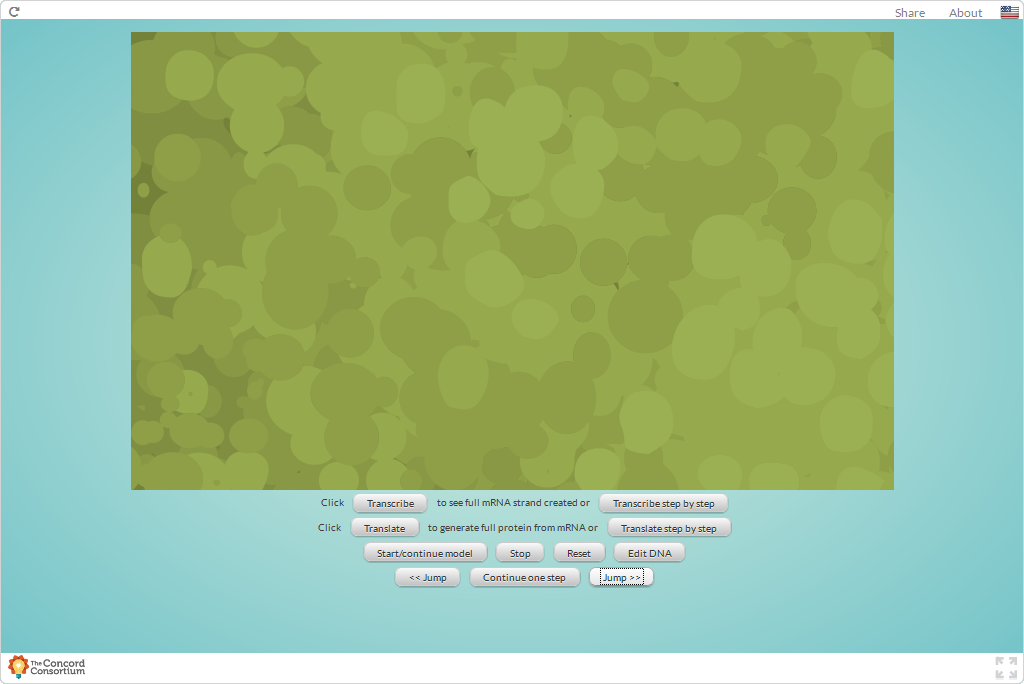 Share About
Click Transcribe to see full mRNA strand created or Transcribe step by step
Click Translate to generate full protein from mRNA or Translate step by step
Start/continue model Stop Reset Edit DNA
<< Jump Continue one step Jump >>
The Concord
Consortium